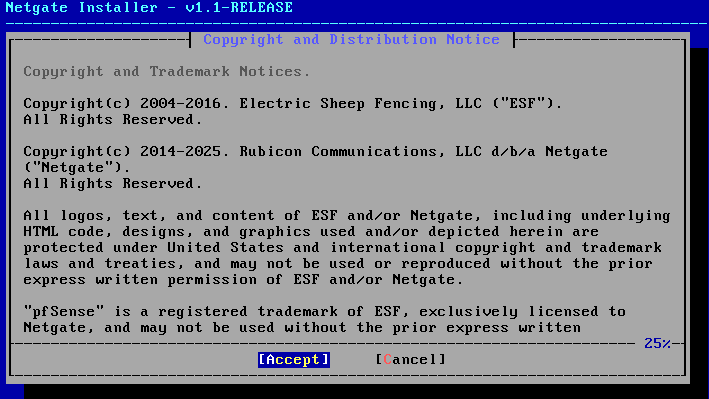 Netgate Installer - v1.1-RELEASE
Copyright and Distribution Notice
Copyright and Trademark Notices.
Copyright(c) 2004-2016. Electric Sheep Fencing, LLC ("ESF").
All Rights Reserved.
Copyright(c) 2014-2025. Rubicon Communications, LLC d/b/a Netgate
("Netgate").
All Rights Reserved.
All logos, text, and content of ESF and/or Netgate, including underlying
HTML code, designs, and graphics used and/or depicted herein are
protected under United States and international copyright and trademark
laws and treaties, and may not be used or reproduced without the prior
express written permission of ESF and/or Netgate.
"pfSense" is a registered trademark of ESF, exclusively licensed to
Netgate, and may not be used without the prior express written
25%
[Accept] [Cancel]